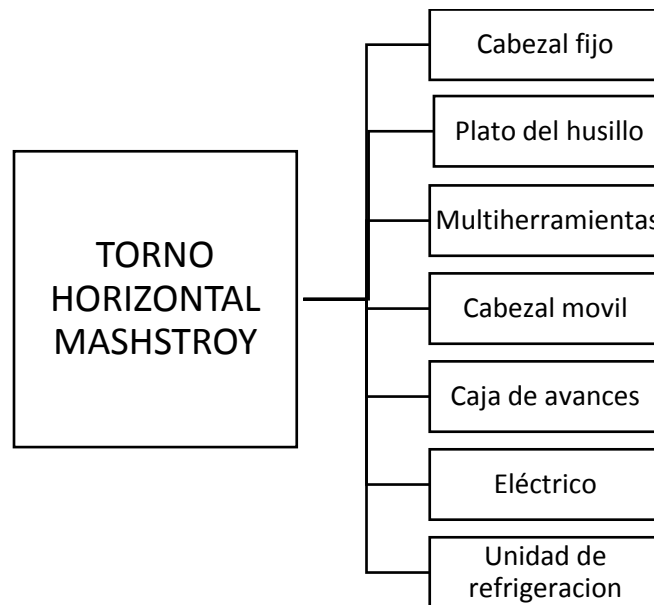 TORNO
HORIZONTAL
MASHSTROY
Cabezal fijo
Plato del husillo
Multiherramientas
Cabezal movil
Caja de avances
Eléctrico
Unidad de
refrigeracion